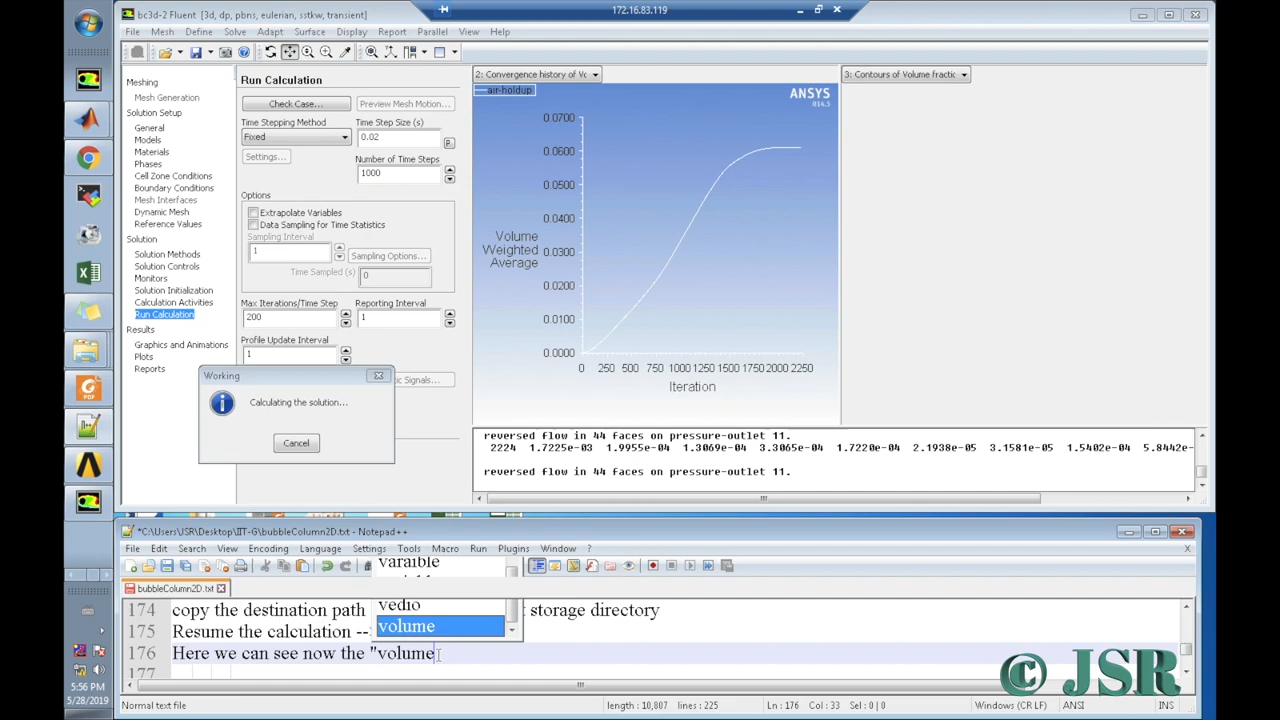 bc3d-2 Fluent [3d, dp, pbns, eulerian, sstkw, transient]
172.16.83.119
File Mesh Define Solve Adapt Surface Display Report Parallel View Help
Meshing
Mesh Generation
Solution Setup
General
Models
Materials
Phases
Cell Zone Conditions
Boundary Conditions
Mesh Interfaces
Dynamic Mesh
Reference Values
Solution
Solution Methods
Solution Controls
Monitors
Solution Initialization
Calculation Activities
Run Calculation
Results
Graphics and Animations
Plots
Reports
Run Calculation
Check Case... Preview Mesh Motion...
Time Stepping Method Time Step Size (s)
Fixed 0.02
Settings... Number of Time Steps
1000
Options
Extrapolate Variables
Data Sampling for Time Statistics
Sampling Interval
1 Sampling Options...
Time Sampled (s) 0
Max Iterations/Time Step Reporting Interval
200 1
Profile Update Interval
1
Signals...
Working
Calculating the solution...
Cancel
2: Convergence history of Vc
3: Contours of Volume fractic
air-holdup
ANSYS
R14.5
0.0700
0.0600
0.0500
0.0400
0.0300
0.0200
0.0100
0.0000
Volume
Weighted
Average
0 250 500 750 1000 1250 1500 1750 2000 2250
Iteration
reversed flow in 44 faces on pressure-outlet 11.
2224 1.7225e-03 1.9955e-04 1.3069e-04 3.3065e-04 1.7220e-04 2.1938e-05 3.1581e-05 1.5402e-04 5.8442e-
reversed flow in 44 faces on pressure-outlet 11.
*C:\Users\JSR\Desktop\IIT-G\bubbleColumn2D.txt - Notepad++
File Edit Search View Encoding Language Settings Tools Macro Run Plugins Window ?
bubbleColumn2D.txt
varaible
vedio
volume
174 copy the destination path storage directory
175 Resume the calculation --
176 Here we can see now the "volume
177
Normal text file length : 10,807 lines : 225 Ln : 176 Col : 33 Sel : 0 | 0 Windows (CR LF) ANSI INS
5:56 PM
5/28/2019
PDF
© JSR